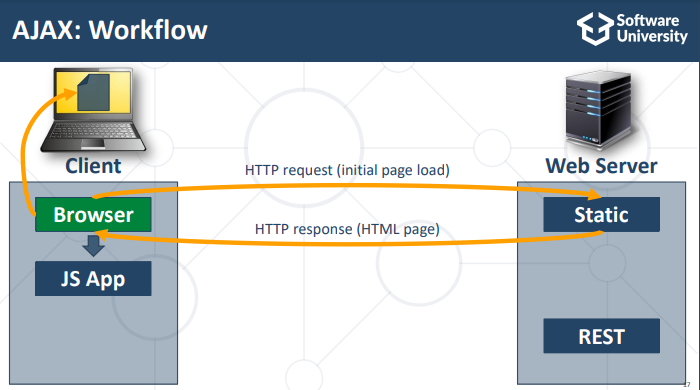 AJAX: Workflow
Software
University
Client
Web Server
HTTP request (initial page load)
Browser
Static
HTTP response (HTML page)
JS App
REST